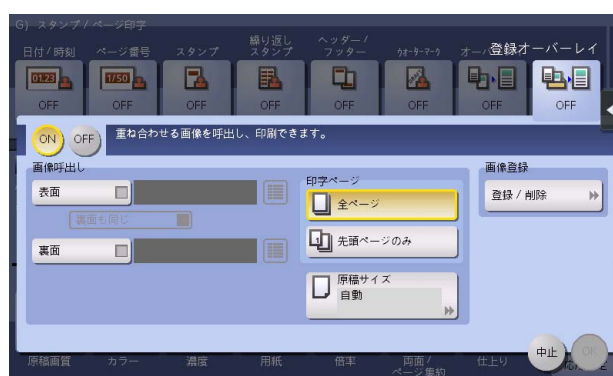 G) スタンプ / ページ印字
日付/時刻
ページ番号
スタンプ
繰り返し
スタンプ
ヘッダー/
フッター
ウォーターマーク
オーバ
登録オーバーレイ
01.23
1/50
OFF
OFF
OFF
OFF
OFF
OFF
OFF
OFF
ON
OFF
重ね合わせる画像を呼出し、印刷できます。
画像呼出し
表面
裏面も同じ
裏面
印字ページ
全ページ
先頭ページのみ
原稿サイズ
自動
画像登録
登録 / 削除
原稿画質
カラー
濃度
用紙
倍率
両面/
ページ集約
仕上り
中止
OK